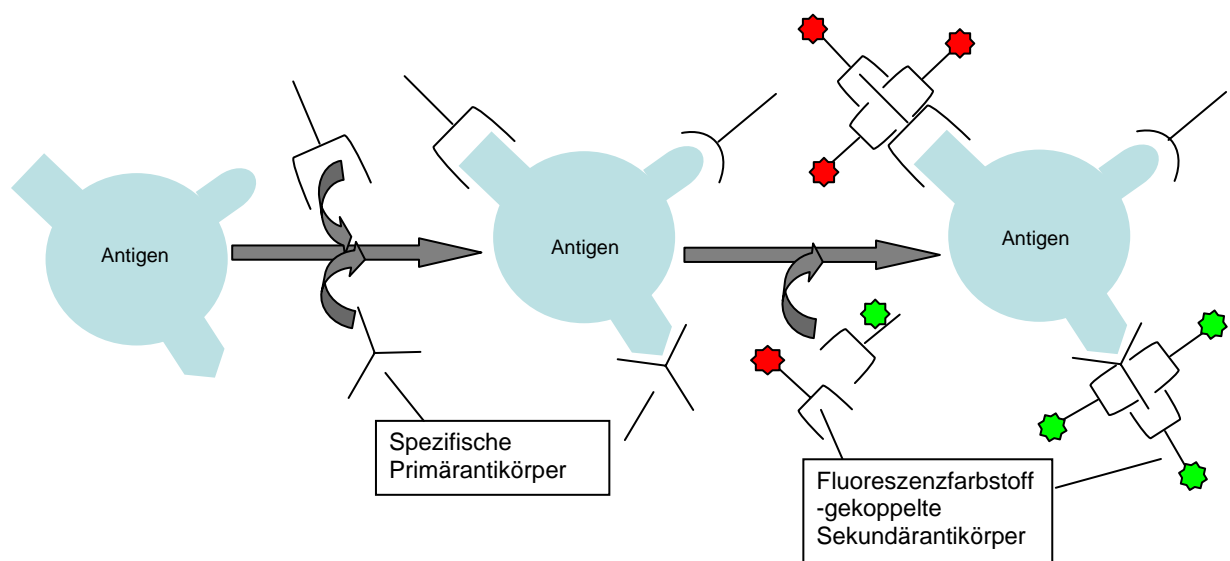 Antigen
Antigen
Antigen
Spezifische
Primärantikörper
Fluoreszenzfarbstoff
-gekoppelte
Sekundärantikörper